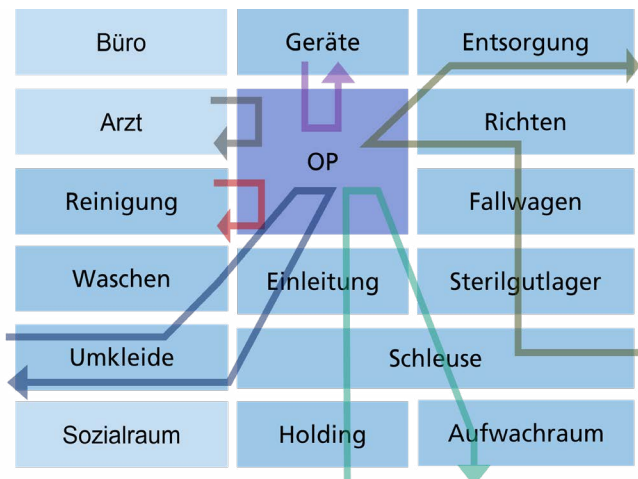 Büro
Geräte
Entsorgung
Arzt
OP
Richten
Reinigung
Fallwagen
Waschen
Einleitung
Sterilgutlager
Umkleide
Schleuse
Sozialraum
Holding
Aufwachraum